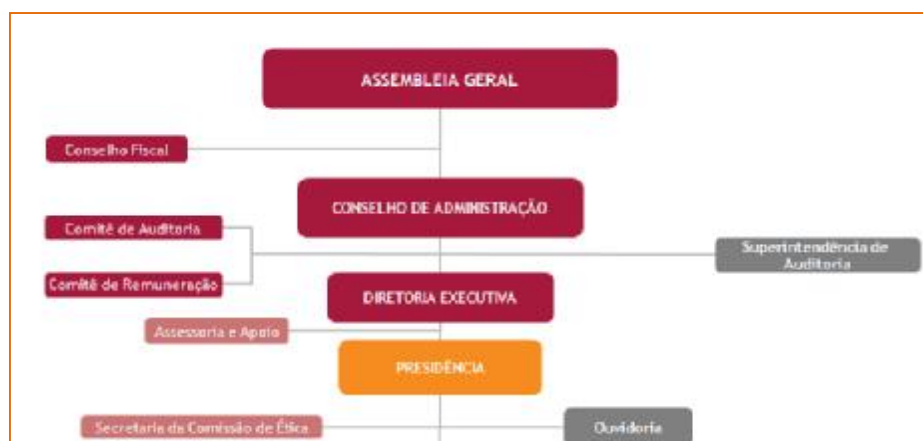 ASSEMBLEIA GERAL
Conselho Fiscal
CONSELHO DE ADMINISTRAÇÃO
Comitê de Auditoria
Superintendência de
Auditoria
Comitê de Remuneração
DIRETORIA EXECUTIVA
Assessoria e Apoio
PRESIDÊNCIA
Secretaria da Comissão de Ética
Ouvidoria